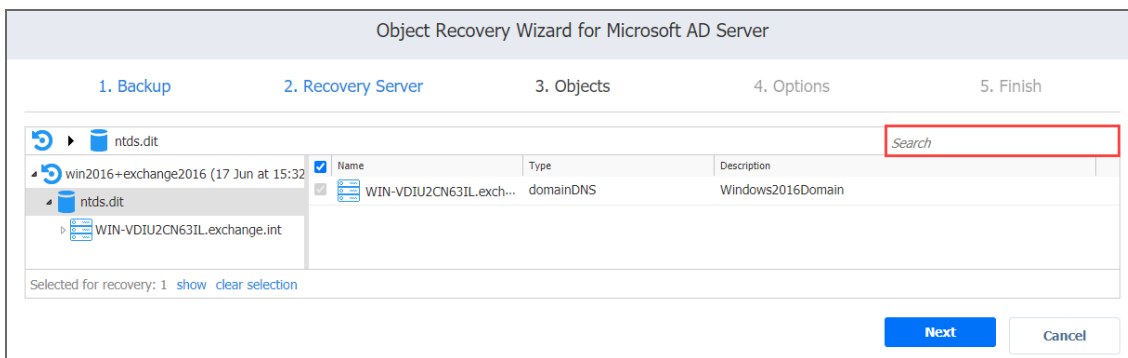 Object Recovery Wizard for Microsoft AD Server
1. Backup 2. Recovery Server 3. Objects 4. Options 5. Finish
ntds.dit Search
win2016+exchange2016 (17 Jun at 15:32 Name Type Description
WIN-VDIU2CN63IL.exch... domainDNS Windows2016Domain
ntds.dit
WIN-VDIU2CN63IL.exchange.int
Selected for recovery: 1 show clear selection
Next Cancel